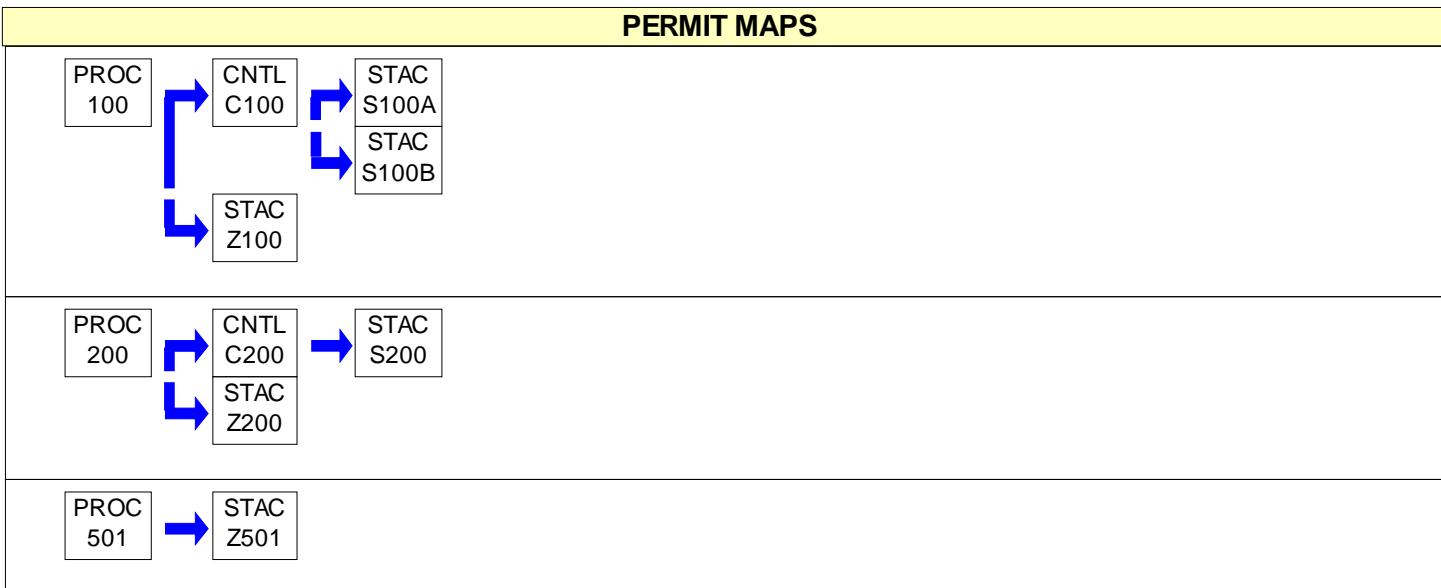 PERMIT MAPS
PROC
100
CNTL
C100
STAC
S100A
STAC
S100B
STAC
Z100
PROC
200
CNTL
C200
STAC
S200
STAC
Z200
PROC
501
STAC
Z501